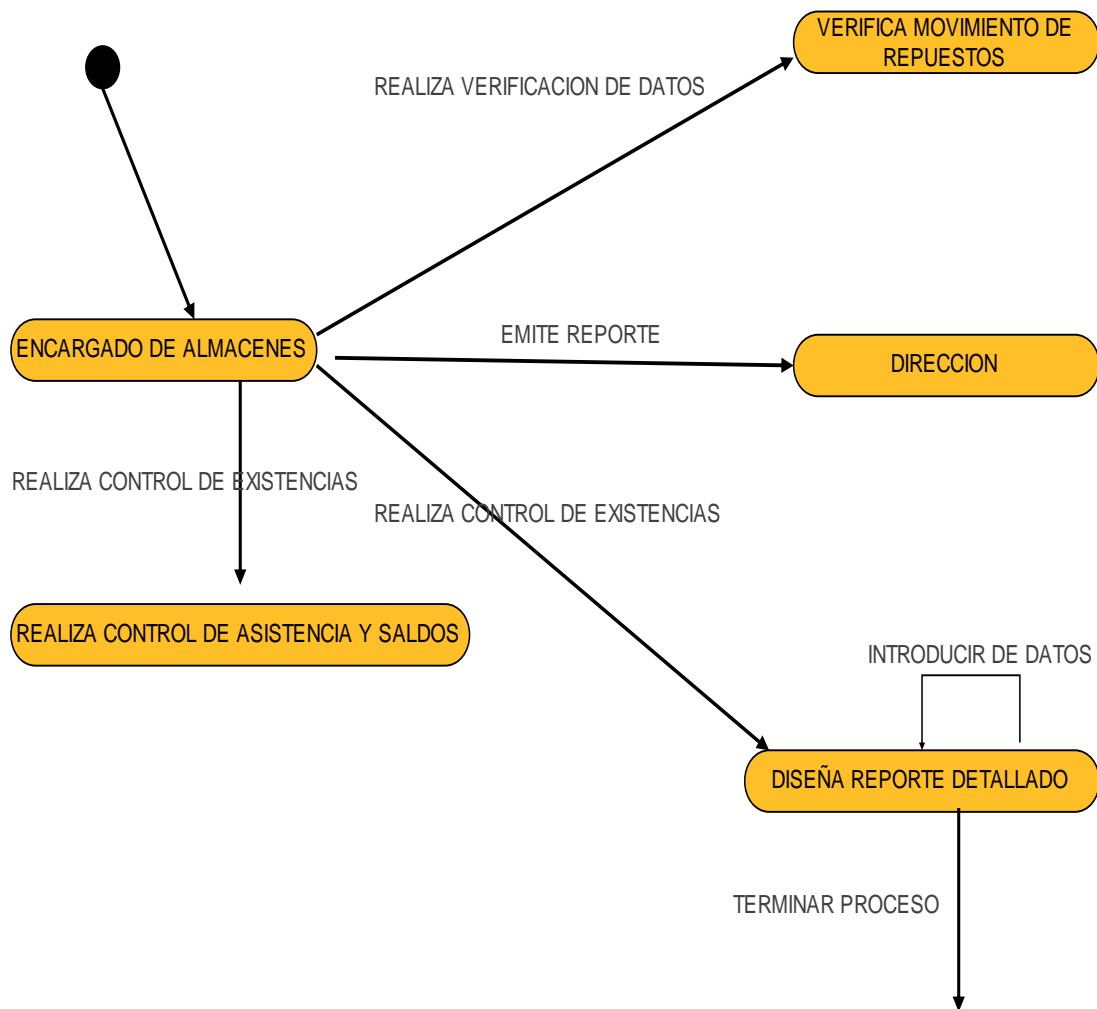 VERIFICA MOVIMIENTO DE
REPUESTOS
REALIZA VERIFICACION DE DATOS
ENCARGADO DE ALMACENES
EMITE REPORTE
DIRECCION
REALIZA CONTROL DE EXISTENCIAS
REALIZA CONTROL DE EXISTENCIAS
REALIZA CONTROL DE ASISTENCIA Y SALDOS
INTRODUCIR DE DATOS
DISEÑA REPORTE DETALLADO
TERMINAR PROCESO